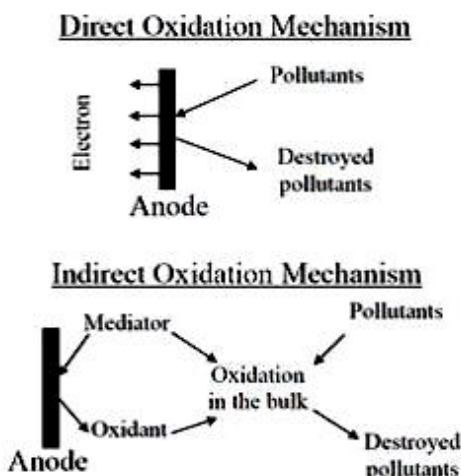 Direct Oxidation Mechanism
Pollutants
Electron
Destroyed
pollutants
Anode
Indirect Oxidation Mechanism
Mediator
Pollutants
Oxidation
in the bulk
Oxidant
Destroyed
pollutants
Anode